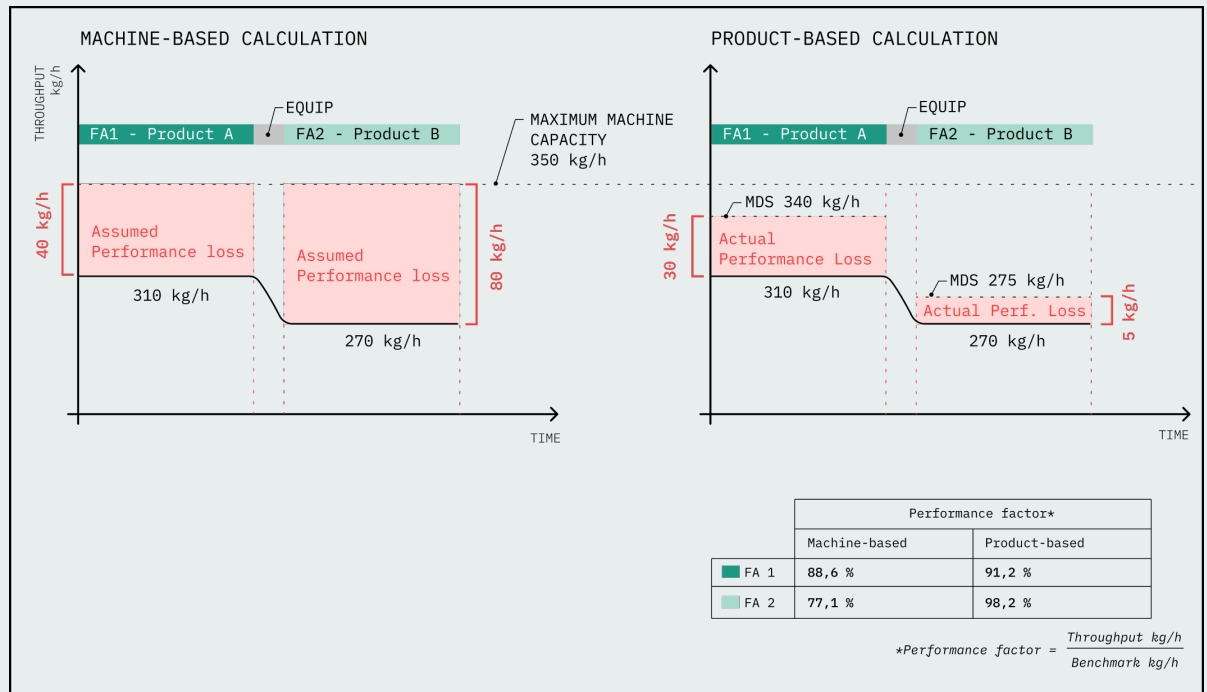 MACHINE-BASED CALCULATION
THROUGHPUT
kg/h
EQUIP
FA1 - Product A
FA2 - Product B
MAXIMUM MACHINE
CAPACITY
350 kg/h
40 kg/h
Assumed
Performance loss
Assumed
Performance loss
80 kg/h
310 kg/h
270 kg/h
TIME
PRODUCT-BASED CALCULATION
EQUIP
FA1 - Product A
FA2 - Product B
MDS 340 kg/h
30 kg/h
Actual
Performance Loss
310 kg/h
MDS 275 kg/h
Actual Perf. Loss
5 kg/h
270 kg/h
TIME
Performance factor*
Machine-based
Product-based
FA 1
88,6 %
91,2 %
FA 2
77,1 %
98,2 %
*Performance factor =
Throughput kg/h
Benchmark kg/h